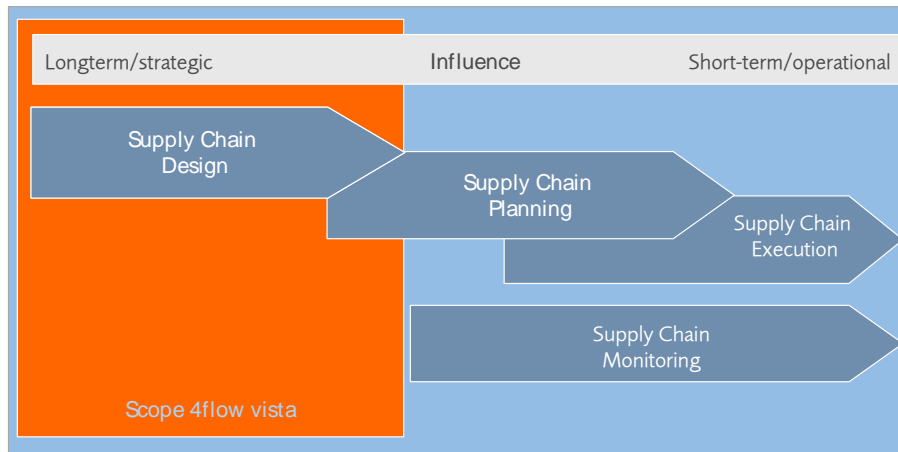 Longterm/strategic Influence Short-term/operational
Supply Chain
Design
Supply Chain
Planning
Supply Chain
Execution
Supply Chain
Monitoring
Scope 4flow vista